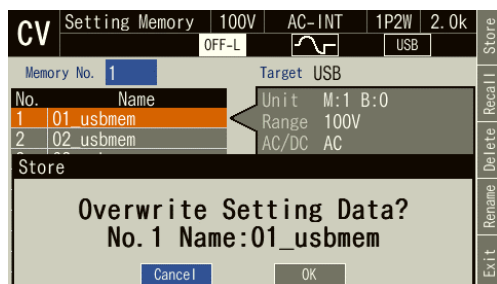 CV Setting Memory 100V AC-INT 1P2W 2.0k
OFF-L USB
Memory No. 1 Target USB
No. Name
1 01_usbmem
2 02_usbmem
Unit M:1 B:0
Range 100V
AC/DC AC
Store
Overwrite Setting Data?
No.1 Name:01_usbmem
Cancel OK
Store
Recall
Delete
Rename
Exit